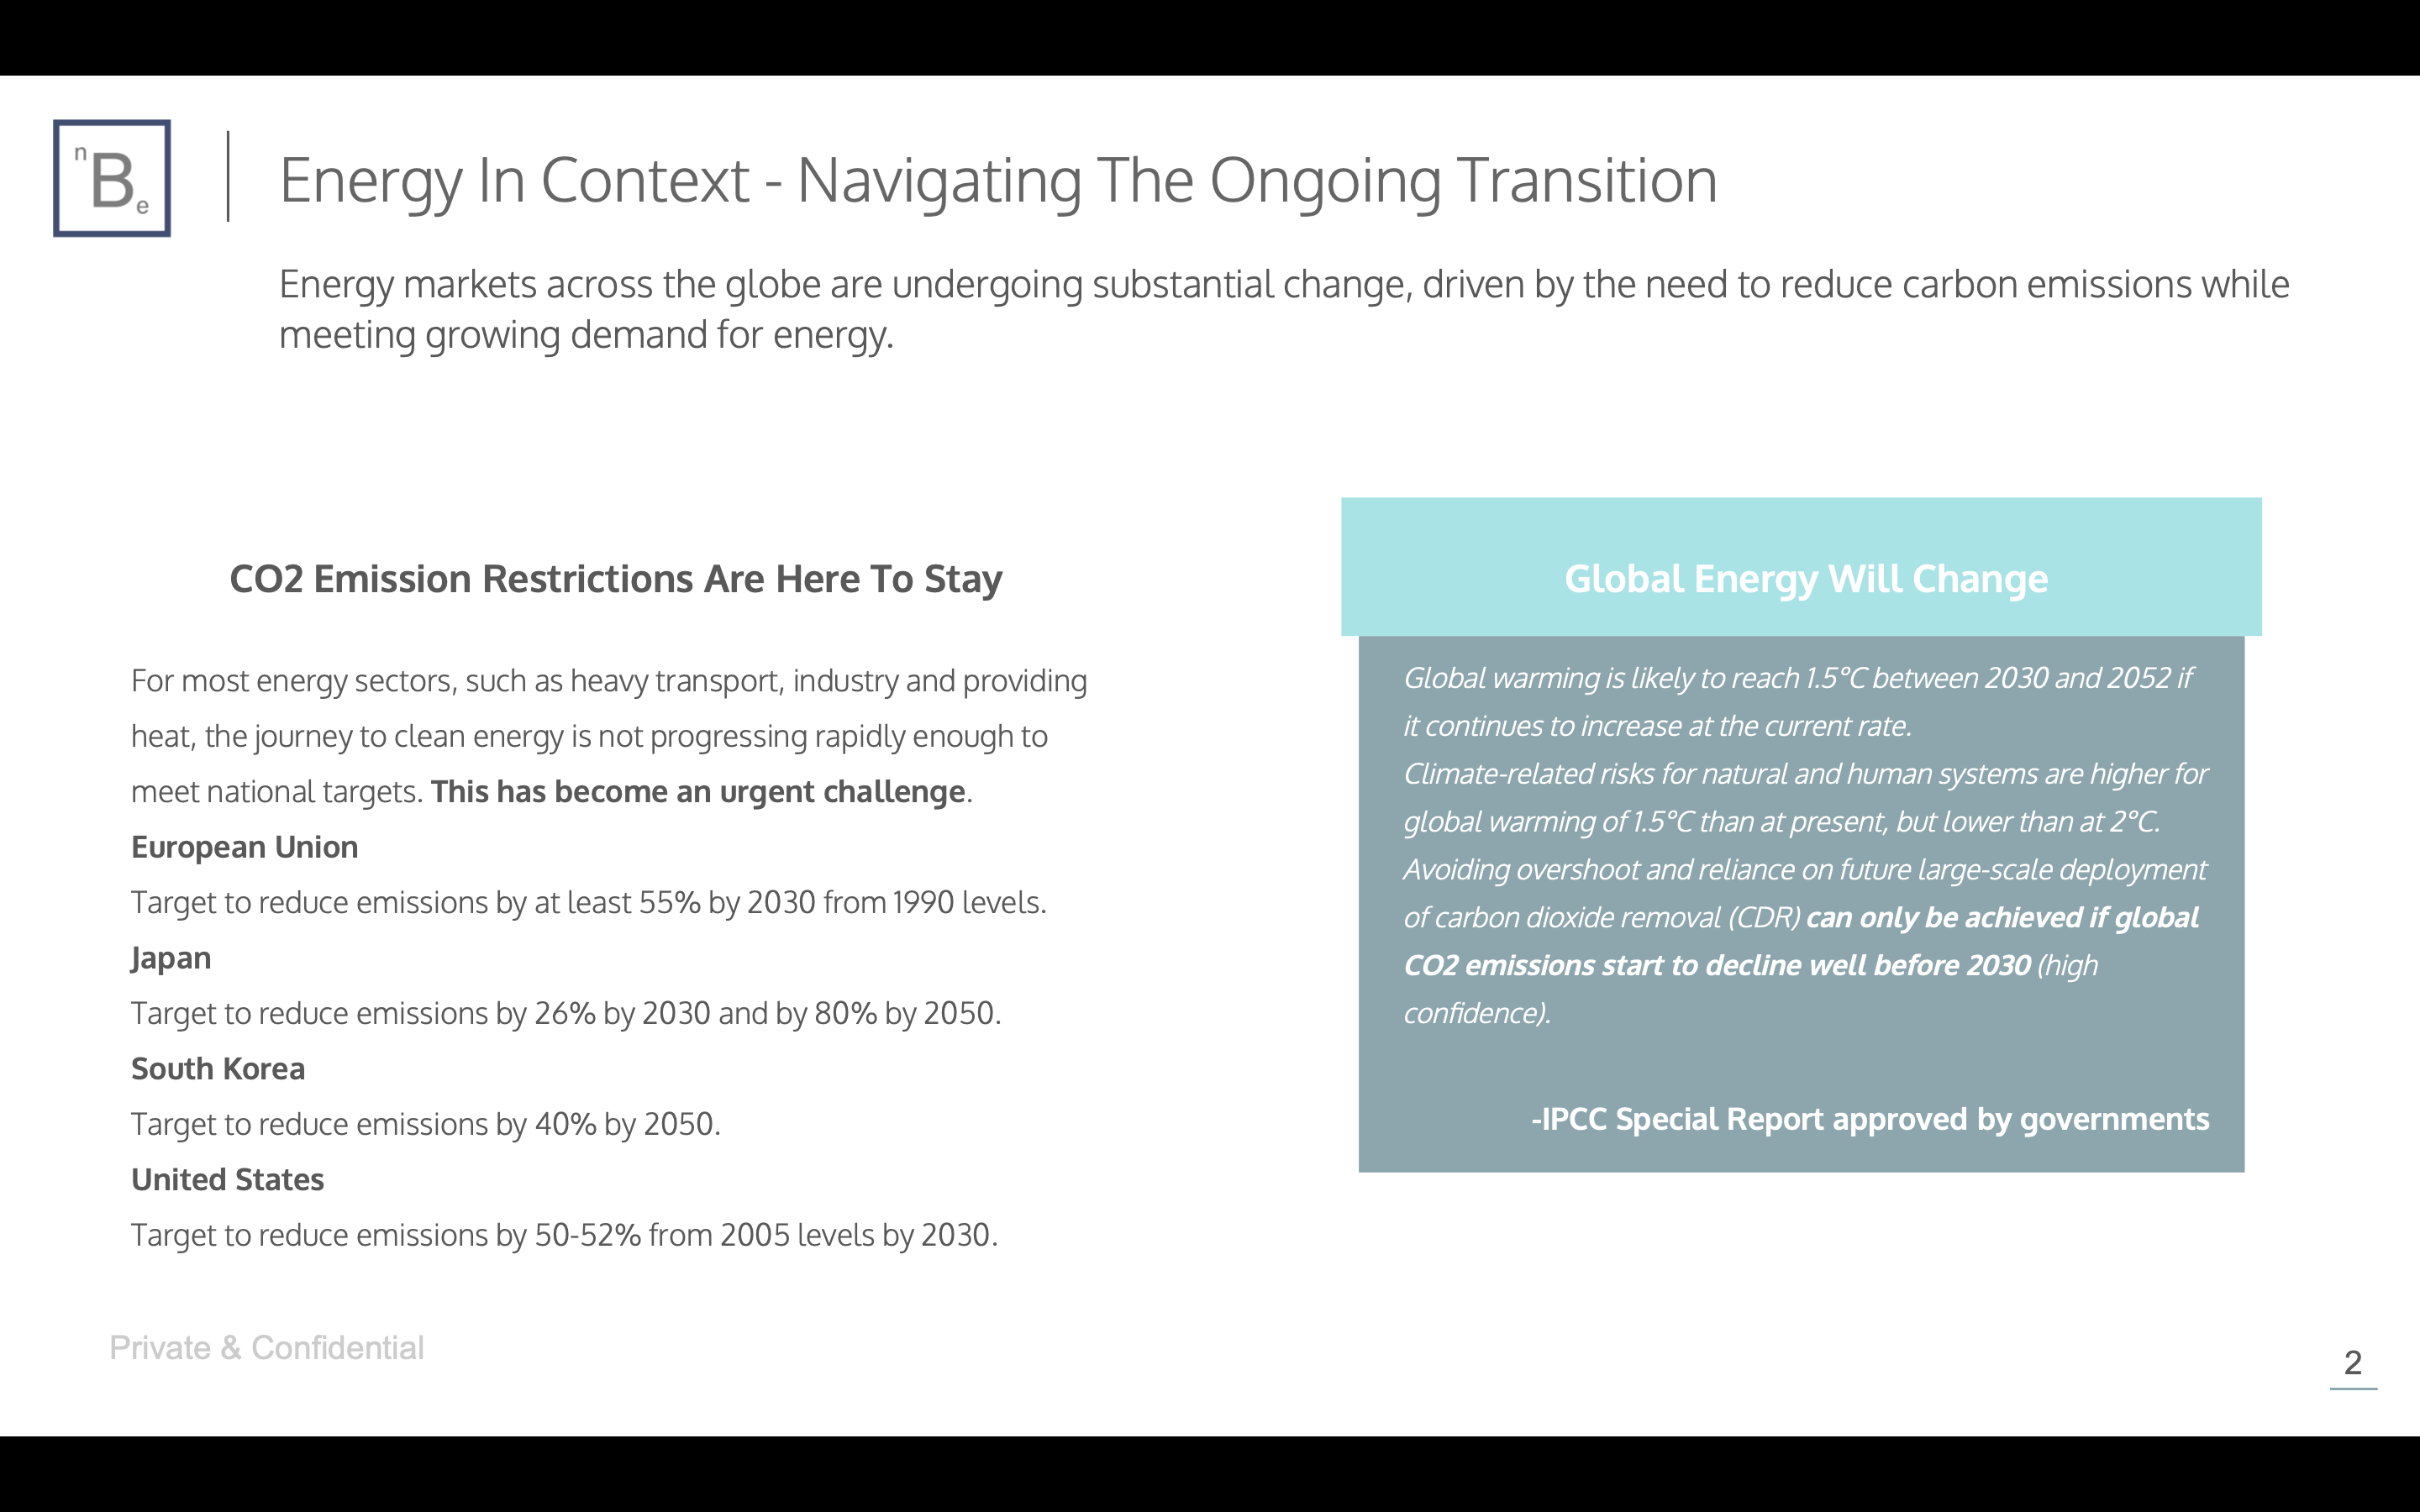 nBe
Energy In Context - Navigating The Ongoing Transition
Energy markets across the globe are undergoing substantial change, driven by the need to reduce carbon emissions while
meeting growing demand for energy.
CO2 Emission Restrictions Are Here To Stay
For most energy sectors, such as heavy transport, industry and providing
heat, the journey to clean energy is not progressing rapidly enough to
meet national targets. This has become an urgent challenge.
European Union
Target to reduce emissions by at least 55% by 2030 from 1990 levels.
Japan
Target to reduce emissions by 26% by 2030 and by 80% by 2050.
South Korea
Target to reduce emissions by 40% by 2050.
United States
Target to reduce emissions by 50-52% from 2005 levels by 2030.
Global Energy Will Change
Global warming is likely to reach 1.5°C between 2030 and 2052 if
it continues to increase at the current rate.
Climate-related risks for natural and human systems are higher for
global warming of 1.5°C than at present, but lower than at 2°C.
Avoiding overshoot and reliance on future large-scale deployment
of carbon dioxide removal (CDR) can only be achieved if global
CO2 emissions start to decline well before 2030 (high
confidence).
-IPCC Special Report approved by governments
Private & Confidential
2